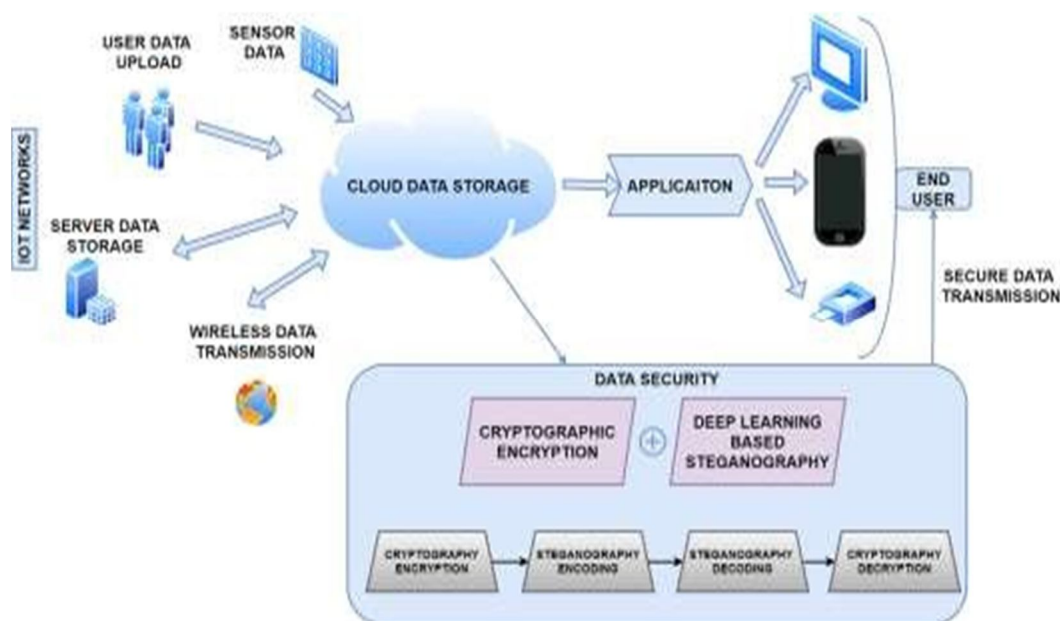 USER DATA
UPLOAD
SENSOR
DATA
IOT NETWORKS
CLOUD DATA STORAGE
APPLICAITON
END
USER
SERVER DATA
STORAGE
WIRELESS DATA
TRANSMISSION
SECURE DATA
TRANSMISSION
DATA SECURITY
CRYPTOGRAPHIC
ENCRYPTION
DEEP LEARNING
BASED
STEGANOGRAPHY
CRYPTOGRAPHY
ENCRYPTION
STEGANOGRAPHY
ENCODING
STEGANOGRAPHY
DECODING
CRYPTOGRAPHY
DECRYPTION